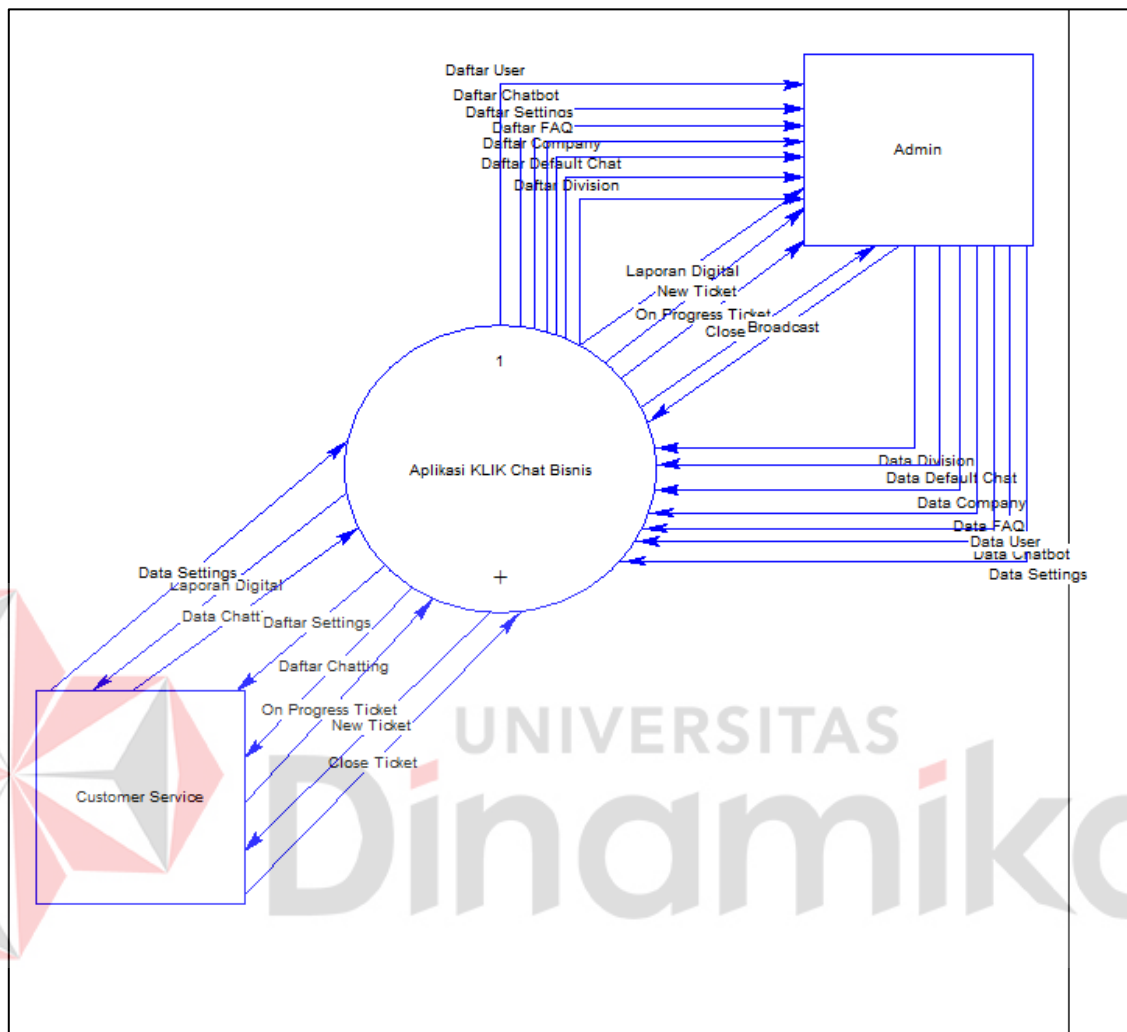 Daftar User
Daftar Chatbot
Daftar Settings
Daftar FAQ
Daftar Company
Daftar Default Chat
Daftar Division
Admin
Laporan Digital
New Ticket
On Progress Ticket
Close
Broadcast
1
Aplikasi KLIK Chat Bisnis
+
Data Division
Data Default Chat
Data Company
Data FAQ
Data User
Data Chatbot
Data Settings
Data Settings
Laporan Digital
Data Chatti
Daftar Settings
Daftar Chatting
On Progress Ticket
New Ticket
Close Ticket
Customer Service
UNIVERSITAS
Dinamika